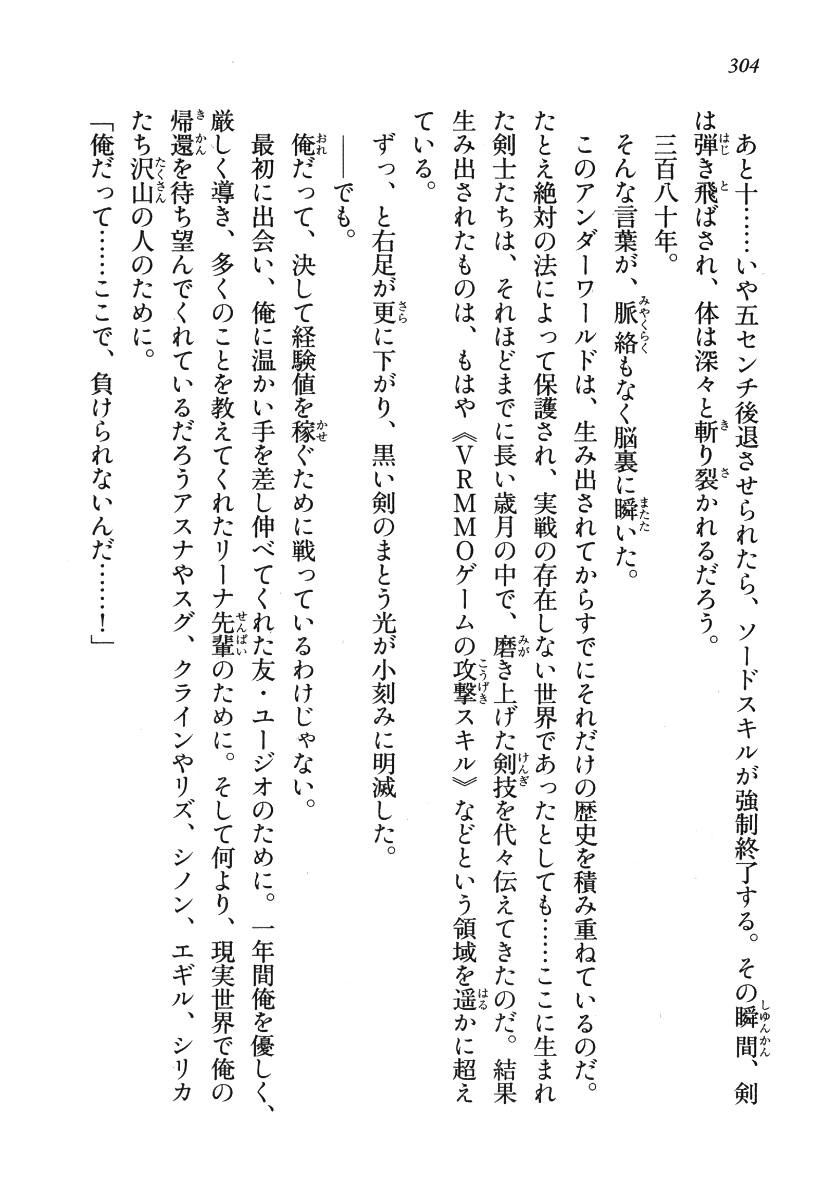 304
あと十……いや五センチ後退させられたら、ソードスキルが強制終了する。その瞬間、剣
は弾き飛ばされ、体は深々と斬り裂かれるだろう。
三百八十年。
そんな言葉が、脈絡もなく脳裏に瞬いた。
このアンダーワールドは、生み出されてからすでにそれだけの歴史を積み重ねているのだ。
たとえ絶対の法によって保護され、実戦の存在しない世界であったとしても……ここに生まれ
た剣士たちは、それほどまでに長い歳月の中で、磨き上げた剣技を代々伝えてきたのだ。結果
生み出されたものは、もはや《VRMMOゲームの攻撃スキル》などという領域を遥かに超え
ている。
ずっ、と右足が更に下がり、黒い剣のまとう光が小刻みに明滅した。
――でも。
俺だって、決して経験値を稼ぐために戦っているわけじゃない。
最初に出会い、俺に温かい手を差し伸べてくれた友・ユージオのために。一年間俺を優しく、
厳しく導き、多くのことを教えてくれたリーナ先輩のために。そして何より、現実世界で俺の
帰還を待ち望んでくれているだろうアスナやスグ、クラインやリズ、シノン、エギル、シリカ
たち沢山の人のために。
「俺だって……ここで、負けられないんだ……！」